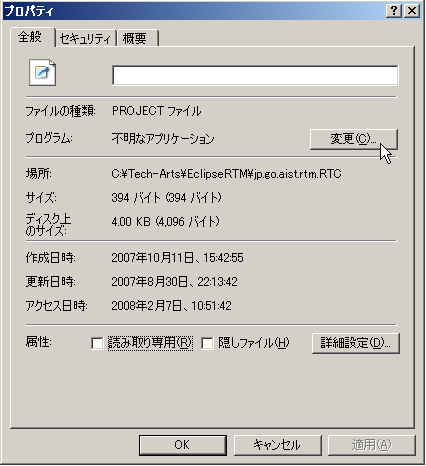 プロパティ
全般 セキュリティ 概要
ファイルの種類: PROJECT ファイル
プログラム: 不明なアプリケーション 変更(C)...
場所: C:¥Tech-Arts¥EclipseRTM¥jp.go.aist.rtm.RTC
サイズ: 394 バイト (394 バイト)
ディスク上
のサイズ: 4.00 KB (4,096 バイト)
作成日時: 2007年10月11日、15:42:55
更新日時: 2007年8月30日、22:13:42
アクセス日時: 2008年2月7日、10:51:42
属性: 読み取り専用(R) 隠しファイル(H) 詳細設定(D)...
OK キャンセル 適用(A)